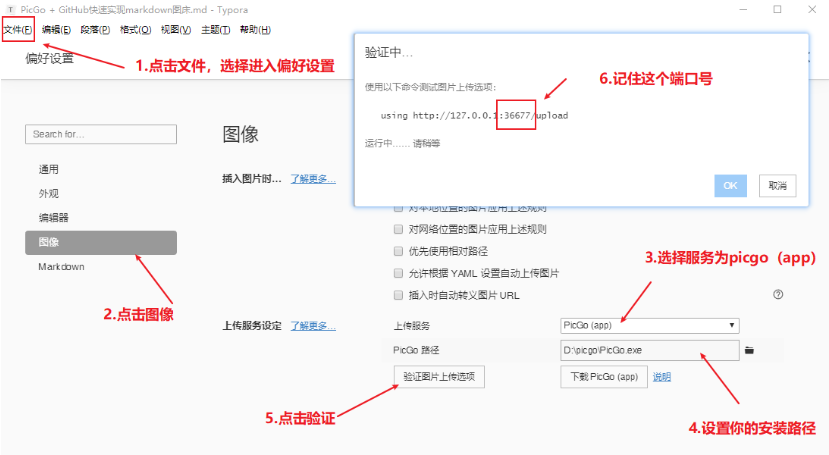 T PicGo + GitHub快速实现markdown图床.md - Typora
文件(F) 编辑(E) 段落(P) 格式(O) 视图(V) 主题(T) 帮助(H)
偏好设置
1.点击文件，选择进入偏好设置
验证中…
使用以下命令测试图片上传选项：
6.记住这个端口号
using http://127.0.0.1:36677/upload
运行中…… 请稍等
OK 取消
Search for…
图像
通用
插入图片时… 了解更多…
外观
编辑器
图像
Markdown
对本地位置的图片应用上述规则
对网络位置的图片应用上述规则
优先使用相对路径
允许根据 YAML 设置自动上传图片
插入时自动转义图片 URL
3.选择服务为picgo（app）
2.点击图像
上传服务设定 了解更多…
上传服务 PicGo (app)
PicGo 路径 D:\picgo\PicGo.exe
验证图片上传选项 下载 PicGo (app) 说明
5.点击验证
4.设置你的安装路径